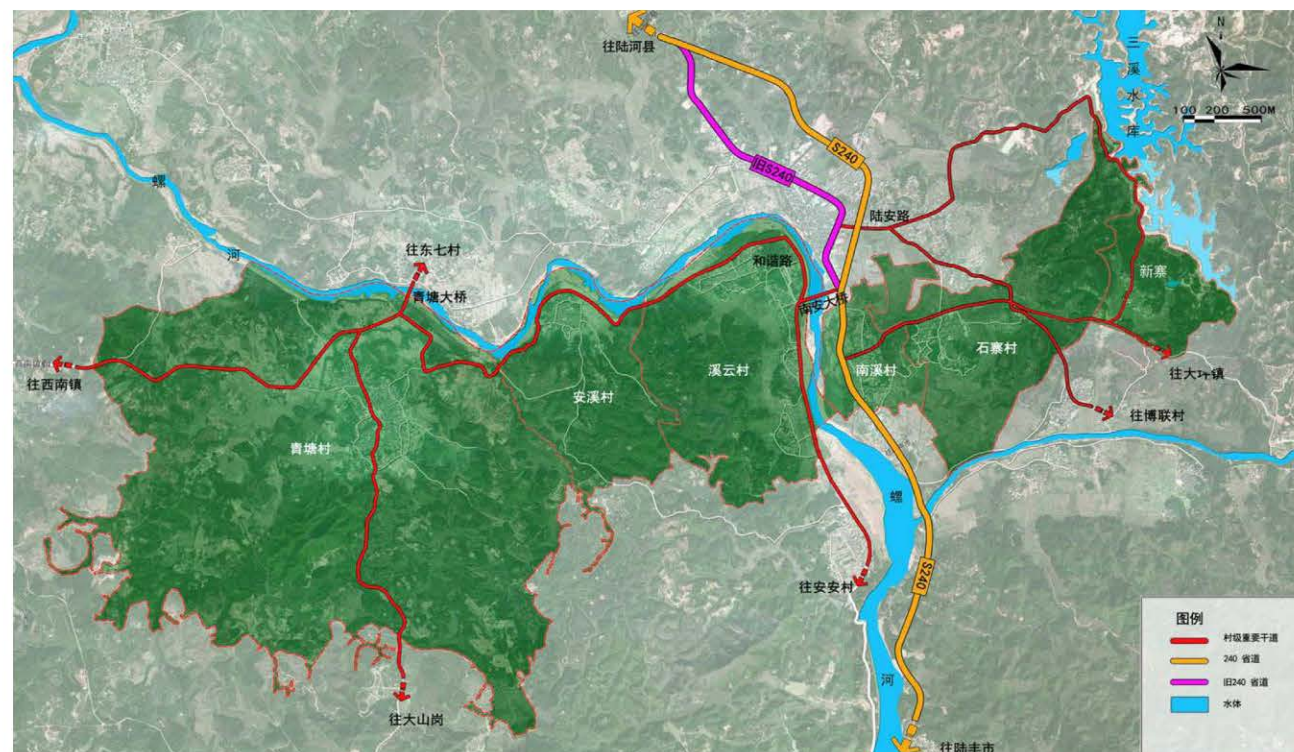 往陆河县
三溪水库
N
100 200 500M
S240
旧S240
螺河
陆安路
往东七村
和谐路
新寨
青塘大桥
南安大桥
石寨村
往西南镇
安溪村
溪云村
南溪村
往大坪镇
往博联村
青塘村
螺河
往安安村
S240
往大山岗
往陆丰市
图例
村级重要干道
240 省道
旧240 省道
水体